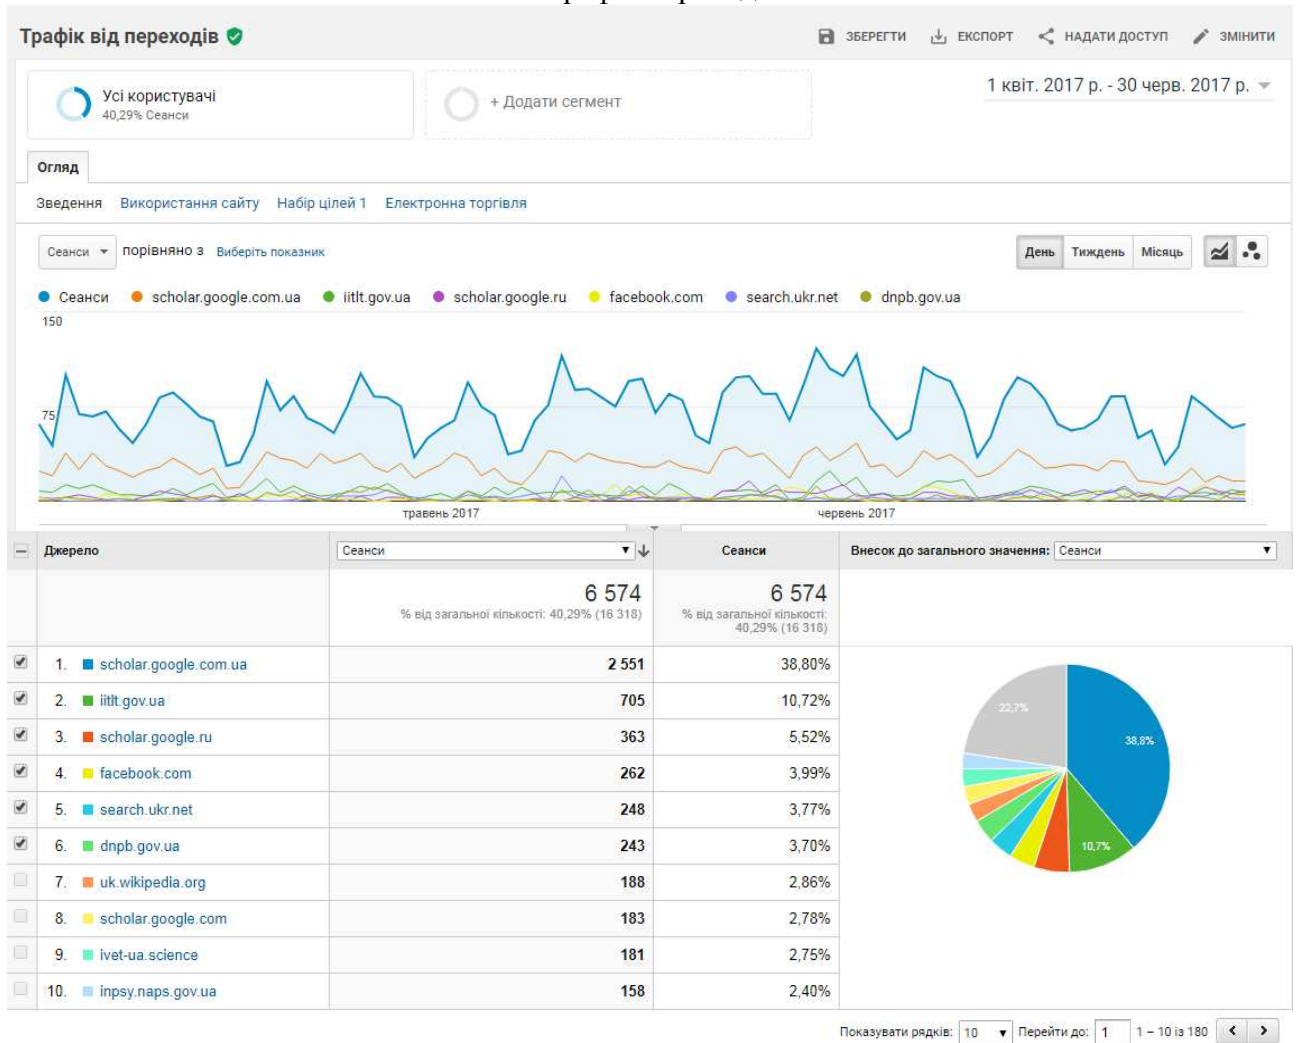 Трафік від переходів
ЗБЕРЕГТИ ЕКСПОРТ НАДАТИ ДОСТУП ЗМІНИТИ
Усі користувачі
40,29% Сеанси
+ Додати сегмент
1 квіт. 2017 р. - 30 черв. 2017 р.
Огляд
Зведення Використання сайту Набір цілей 1 Електронна торгівля
Сеанси порівняно з Виберіть показник
День Тиждень Місяць
Сеанси scholar.google.com.ua iitlt.gov.ua scholar.google.ru facebook.com search.ukr.net dnpb.gov.ua
150
75
травень 2017 червень 2017
Джерело Сеанси Сеанси Внесок до загального значення: Сеанси
6 574 6 574
% від загальної кількості: 40,29% (16 318) % від загальної кількості:
40,29% (16 318)
1. scholar.google.com.ua 2 551 38,80%
2. iitlt.gov.ua 705 10,72%
3. scholar.google.ru 363 5,52%
4. facebook.com 262 3,99%
5. search.ukr.net 248 3,77%
6. dnpb.gov.ua 243 3,70%
7. uk.wikipedia.org 188 2,86%
8. scholar.google.com 183 2,78%
9. ivet-ua.science 181 2,75%
10. inpsy.naps.gov.ua 158 2,40%
22,7%
38,8%
10,7%
Показувати рядків: 10 Перейти до: 1 1 – 10 із 180